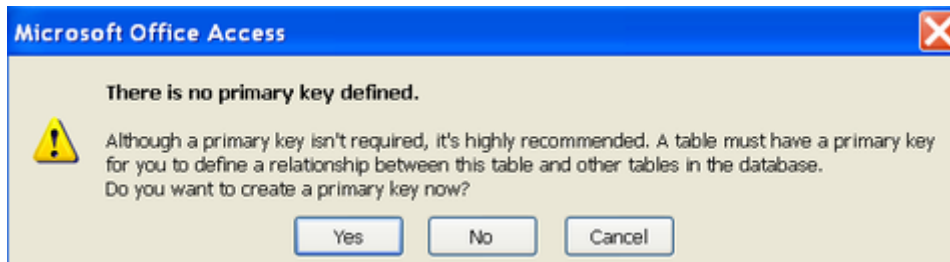 Microsoft Office Access
There is no primary key defined.
Although a primary key isn't required, it's highly recommended. A table must have a primary key
for you to define a relationship between this table and other tables in the database.
Do you want to create a primary key now?
Yes No Cancel